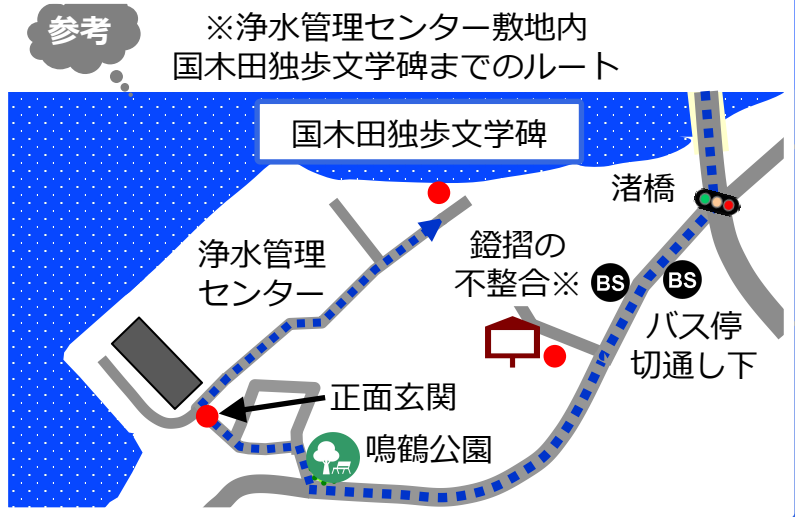 参考
※浄水管理センター敷地内
国木田独歩文学碑までのルート
国木田独歩文学碑
渚橋
浄水管理
センター
鐙摺の
不整合※
BS
BS
バス停
切通し下
正面玄関
鳴鶴公園